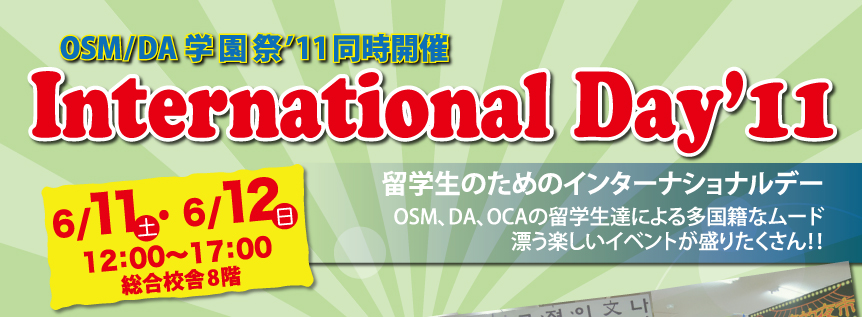 OSM/DA 学園祭'11同時開催
International Day'11
6/11土・6/12日
12:00～17:00
総合校舎8階
留学生のためのインターナショナルデー
OSM、DA、OCAの留学生達による多国籍なムード
漂う楽しいイベントが盛りたくさん!!